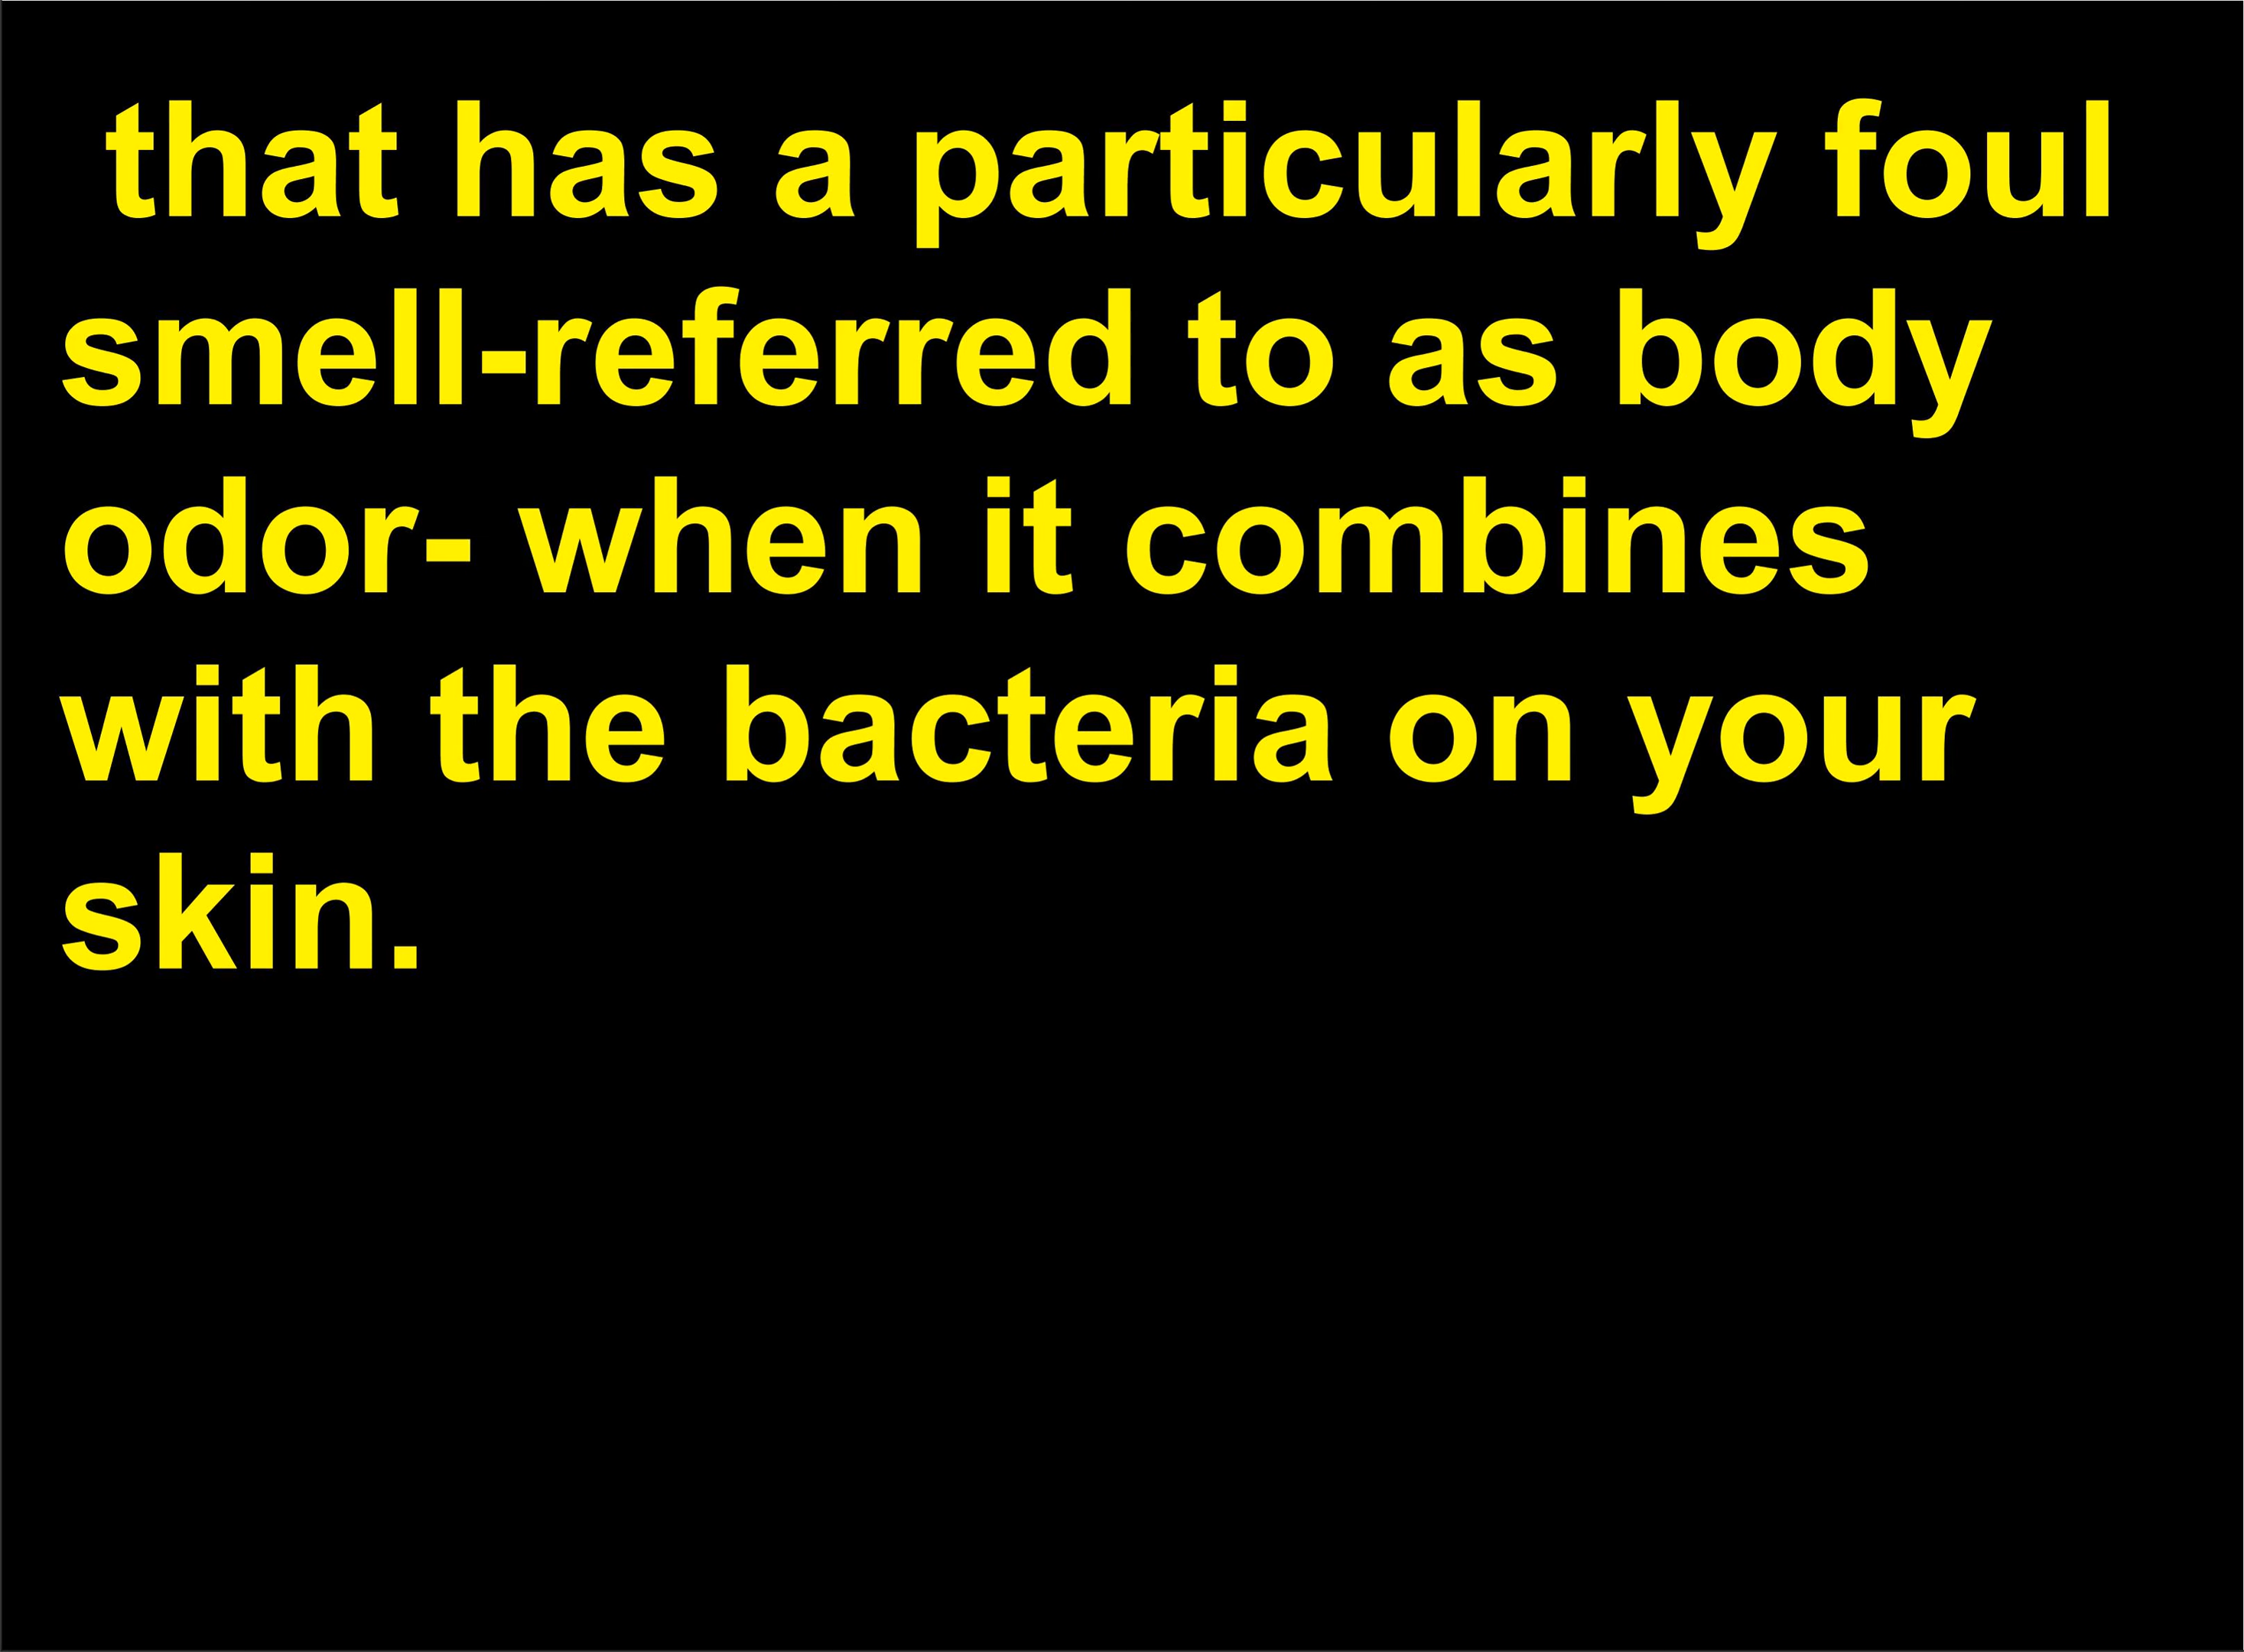 that has a particularly foul
smell-referred to as body
odor- when it combines
with the bacteria on your
skin.